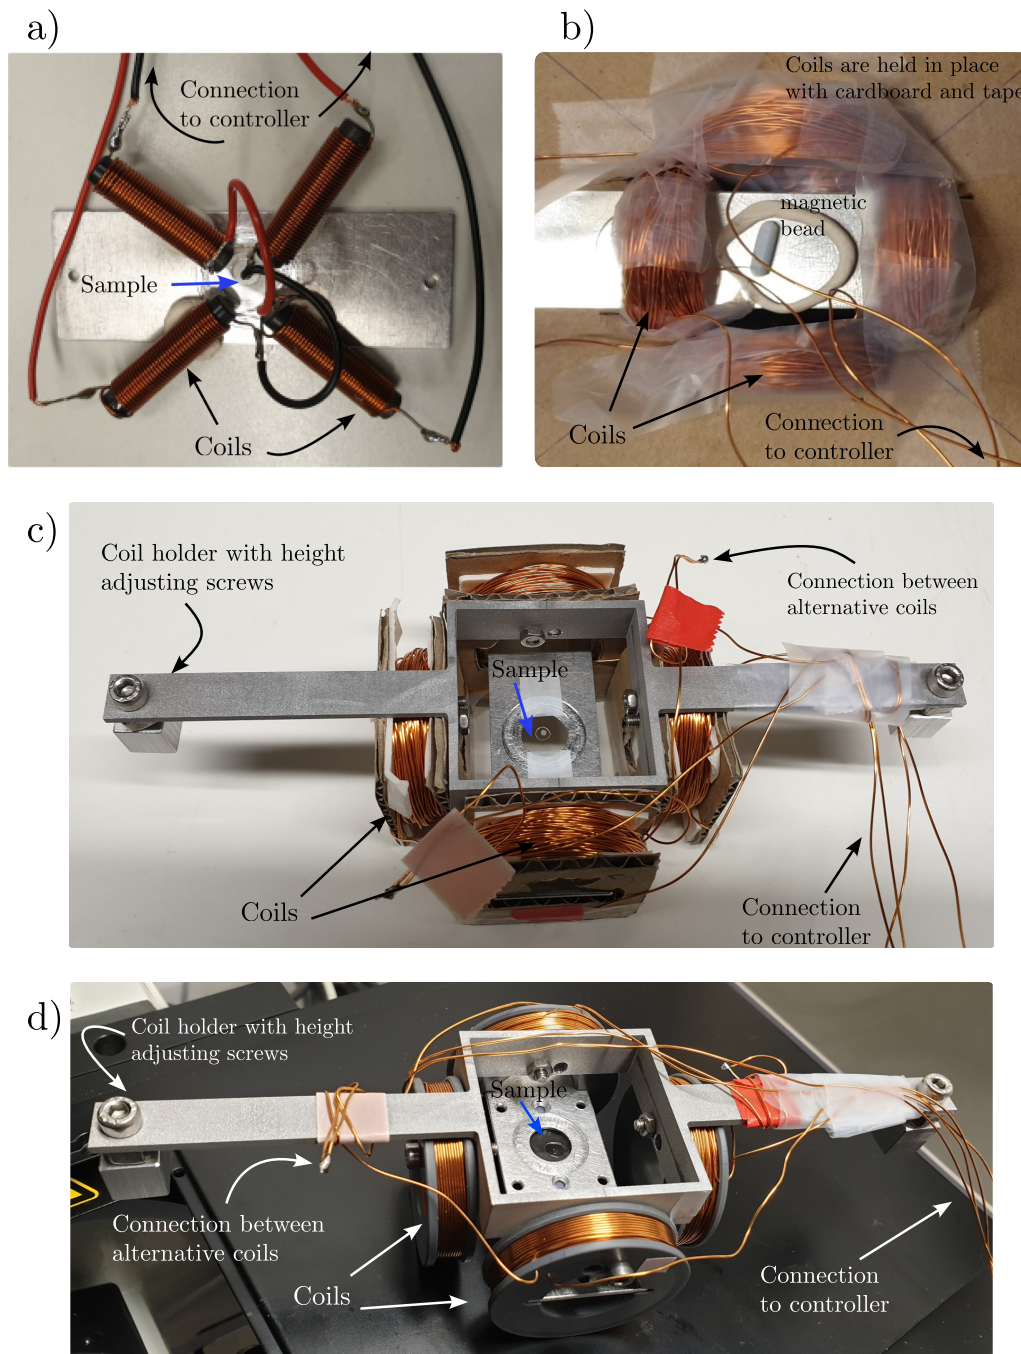 a)
Connection
to controller
Sample
Coils
b)
Coils are held in place
with cardboard and tape
magnetic
bead
Coils
Connection
to controller
c)
Coil holder with height
adjusting screws
Connection between
alternative coils
Sample
Coils
Connection
to controller
d)
Coil holder with height
adjusting screws
Sample
Connection between
alternative coils
Coils
Connection
to controller